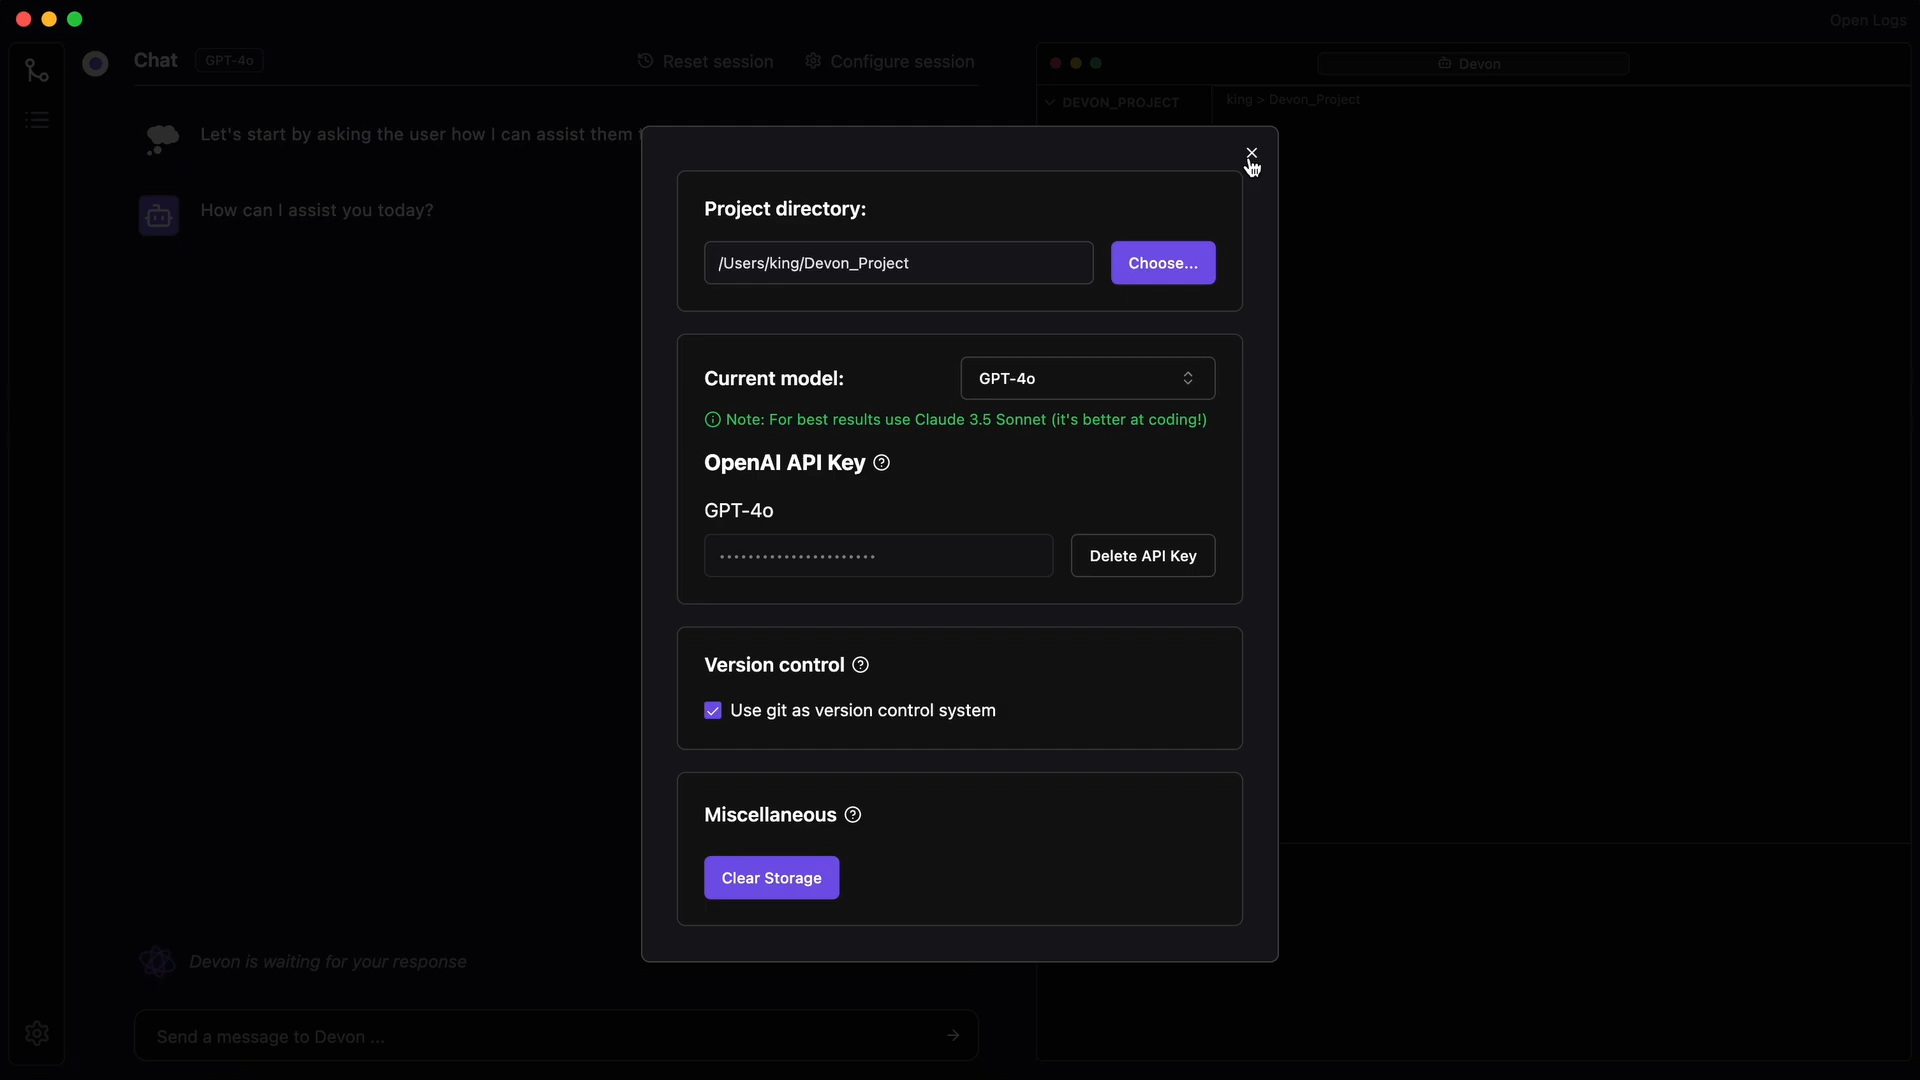 Open Logs
Chat
GPT-4o
Reset session
Configure session
Devon
DEVON_PROJECT
king > Devon_Project
Let's start by asking the user how I can assist them
How can I assist you today?
Project directory:
/Users/king/Devon_Project
Choose...
Current model:
GPT-4o
Note: For best results use Claude 3.5 Sonnet (it's better at coding!)
OpenAI API Key
GPT-4o
Delete API Key
Version control
Use git as version control system
Miscellaneous
Clear Storage
Devon is waiting for your response
Send a message to Devon ...